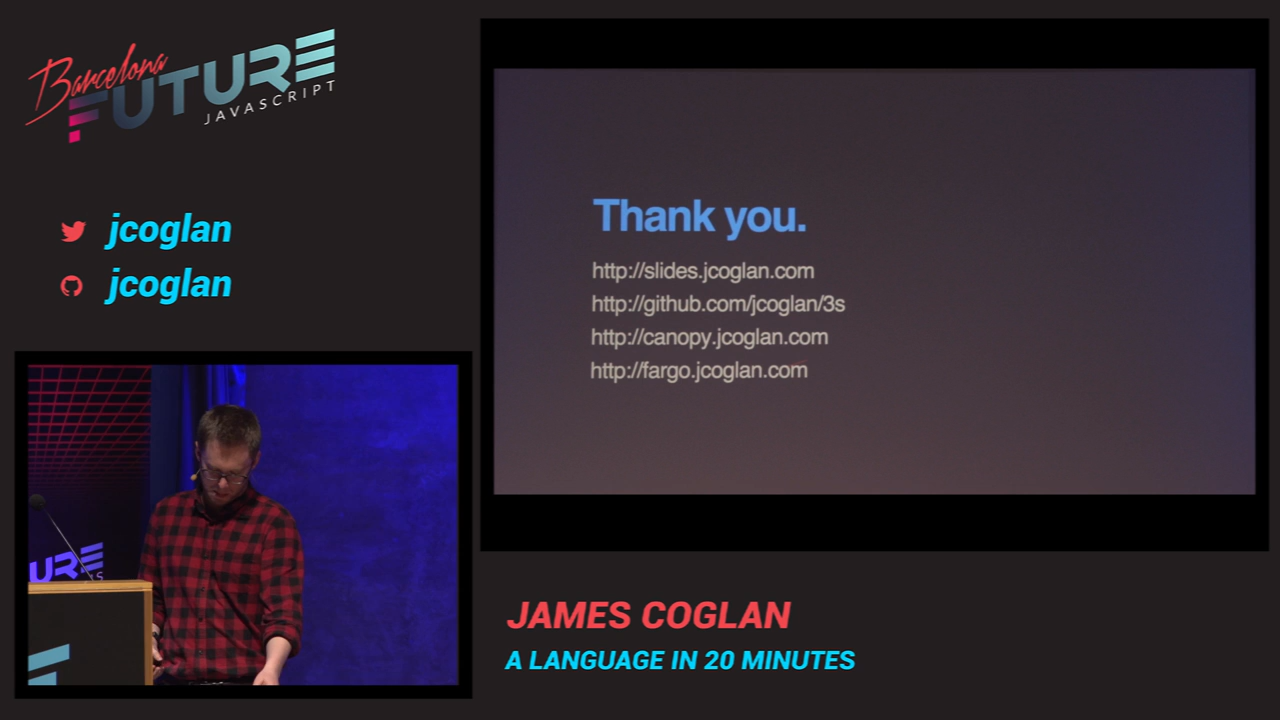 Barcelona
FUTURE
JAVASCRIPT
jcoglan
jcoglan
Thank you.
http://slides.jcoglan.com
http://github.com/jcoglan/3s
http://canopy.jcoglan.com
http://fargo.jcoglan.com
URE
JAMES COGLAN
A LANGUAGE IN 20 MINUTES